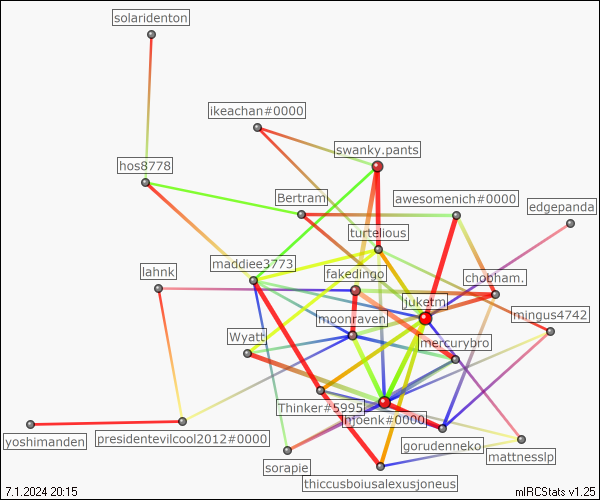 solaridenton
ikeachan#0000
swanky.pants
hos8778
Bertram
awesomenich#0000
edgepanda
turtelious
maddiee3773
lahnk
fakedingo
chobham.
juketm
moonraven
mingus4742
Wyatt
mercurybro
Thinker#5995
hjoenk#0000
yoshimanden
presidentevilcool2012#0000
gorudenneko
mattnesslp
sorapie
thiccusboiusalexusjoneus
7.1.2024 20:15
mIRCStats v1.25